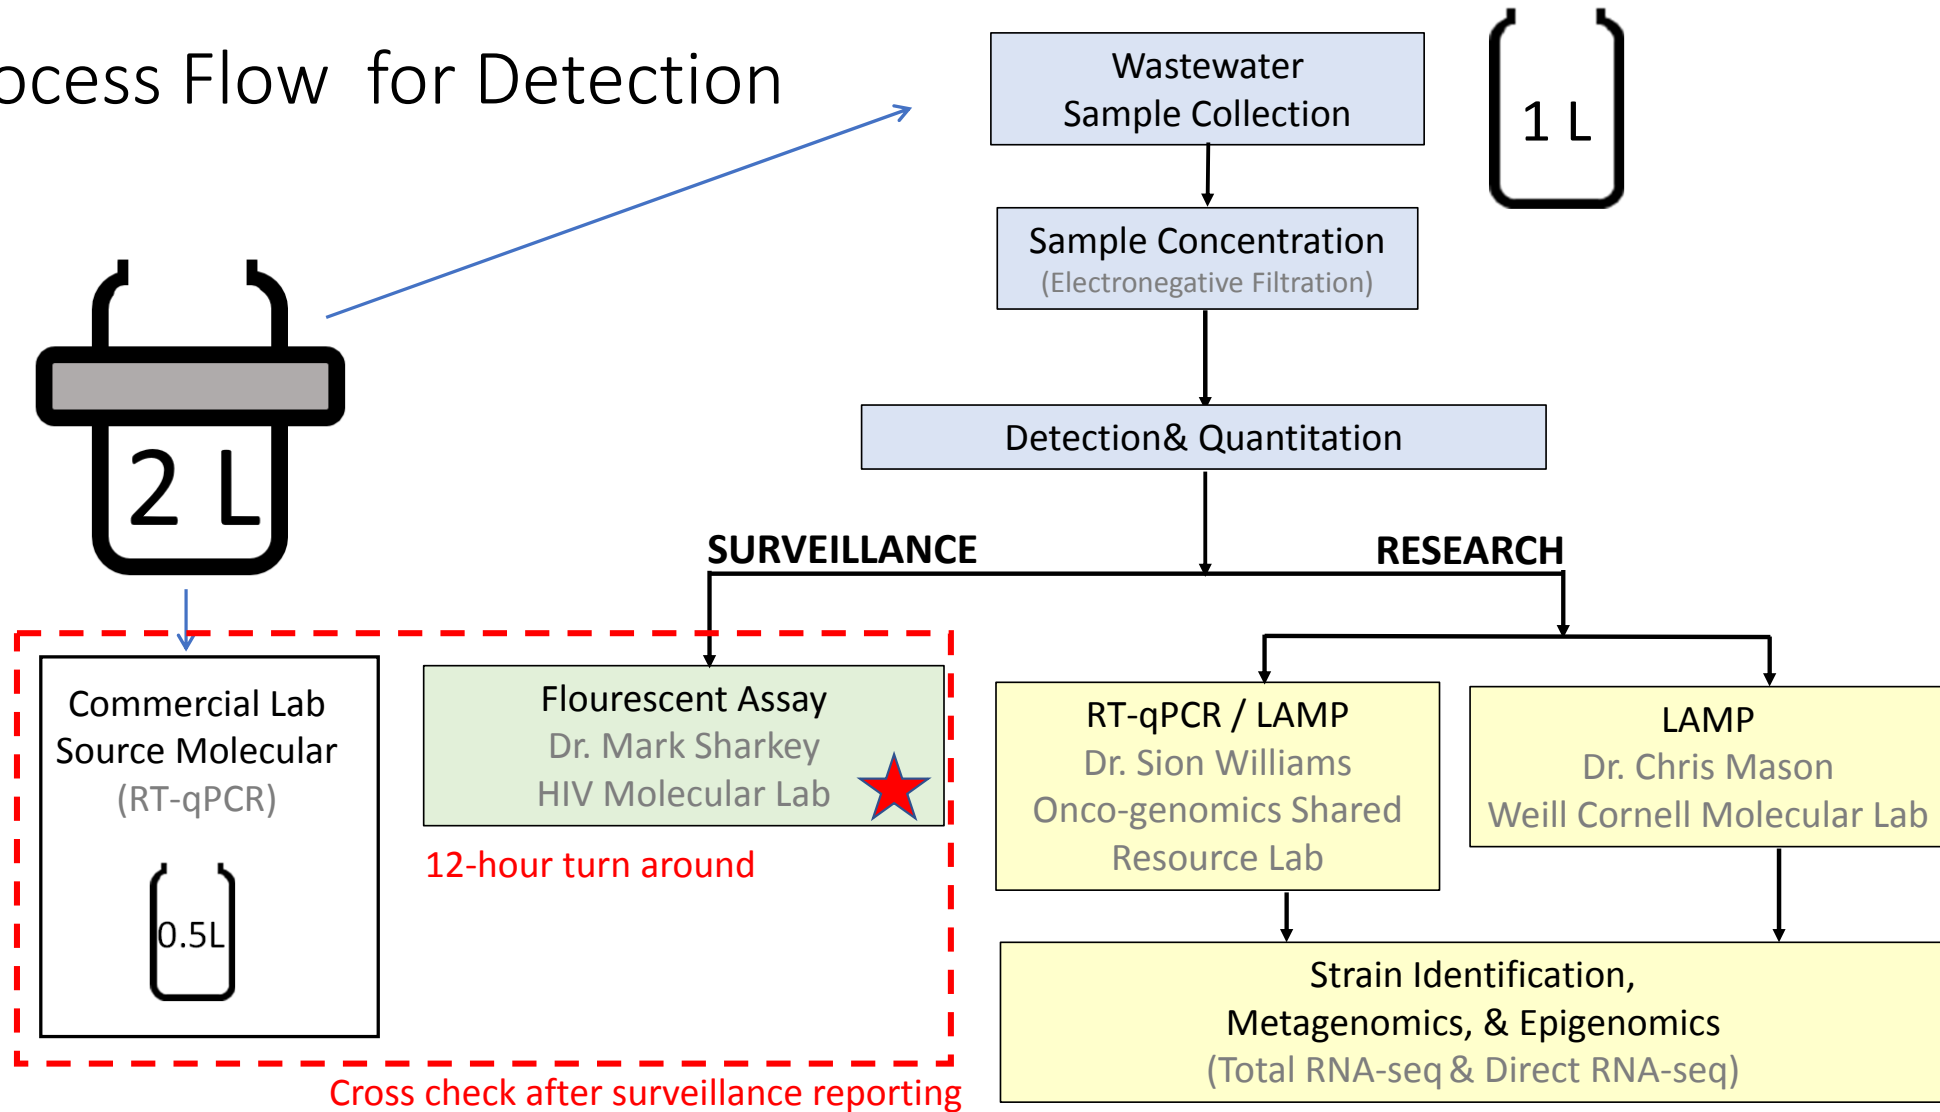 ocess Flow for Detection
Wastewater
Sample Collection
1 L
Sample Concentration
(Electronegative Filtration)
2 L
Detection& Quantitation
SURVEILLANCE
RESEARCH
Commercial Lab
Source Molecular
(RT-qPCR)
0.5L
Flourescent Assay
Dr. Mark Sharkey
HIV Molecular Lab
12-hour turn around
RT-qPCR / LAMP
Dr. Sion Williams
Onco-genomics Shared
Resource Lab
LAMP
Dr. Chris Mason
Weill Cornell Molecular Lab
Strain Identification,
Metagenomics, & Epigenomics
(Total RNA-seq & Direct RNA-seq)
Cross check after surveillance reporting